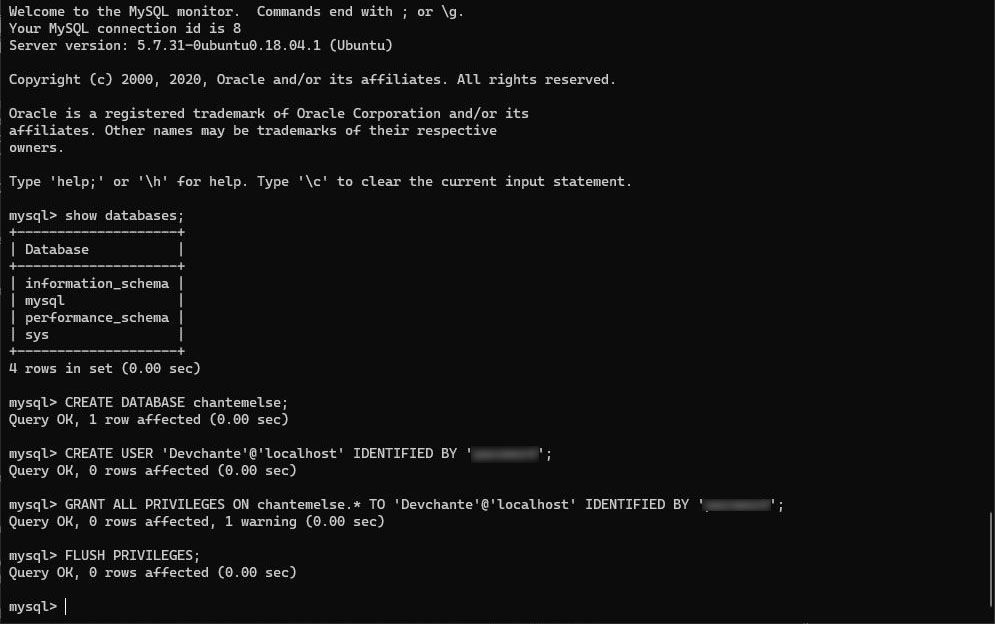 Welcome to the MySQL monitor.  Commands end with ; or \g.
Your MySQL connection id is 8
Server version: 5.7.31-0ubuntu0.18.04.1 (Ubuntu)
Copyright (c) 2000, 2020, Oracle and/or its affiliates. All rights reserved.
Oracle is a registered trademark of Oracle Corporation and/or its
affiliates. Other names may be trademarks of their respective
owners.
Type 'help;' or '\h' for help. Type '\c' to clear the current input statement.
mysql> show databases;
+--------------------+
| Database           |
+--------------------+
| information_schema |
| mysql              |
| performance_schema |
| sys                |
+--------------------+
4 rows in set (0.00 sec)
mysql> CREATE DATABASE chantemelse;
Query OK, 1 row affected (0.00 sec)
mysql> CREATE USER 'Devchante'@'localhost' IDENTIFIED BY '';
Query OK, 0 rows affected (0.00 sec)
mysql> GRANT ALL PRIVILEGES ON chantemelse.* TO 'Devchante'@'localhost' IDENTIFIED BY '';
Query OK, 0 rows affected, 1 warning (0.00 sec)
mysql> FLUSH PRIVILEGES;
Query OK, 0 rows affected (0.00 sec)
mysql>